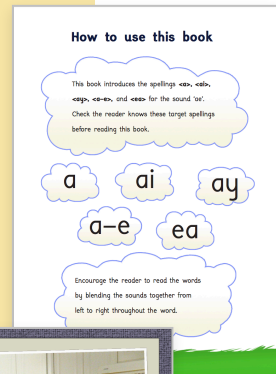 How to use this book
This book introduces the spellings <a>, <ai>,
<ay>, <a-e>, and <ea> for the sound 'ae'.
Check the reader knows these target spellings
before reading this book.
a
ai
ay
a-e
ea
Encourage the reader to read the words
by blending the sounds together from
left to right throughout the word.